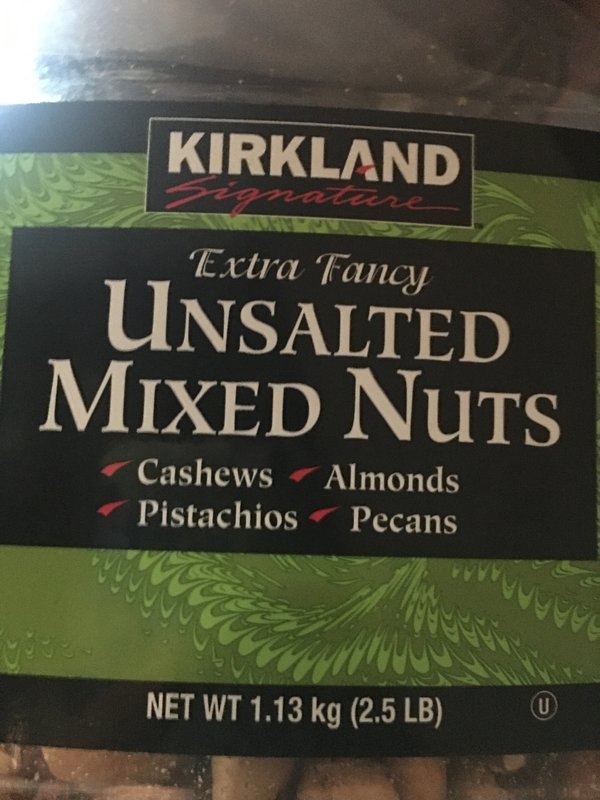 KIRKLAND
Signature
Extra Fancy
UNSALTED
MIXED NUTS
Cashews Almonds
Pistachios Pecans
NET WT 1.13 kg (2.5 LB)
U